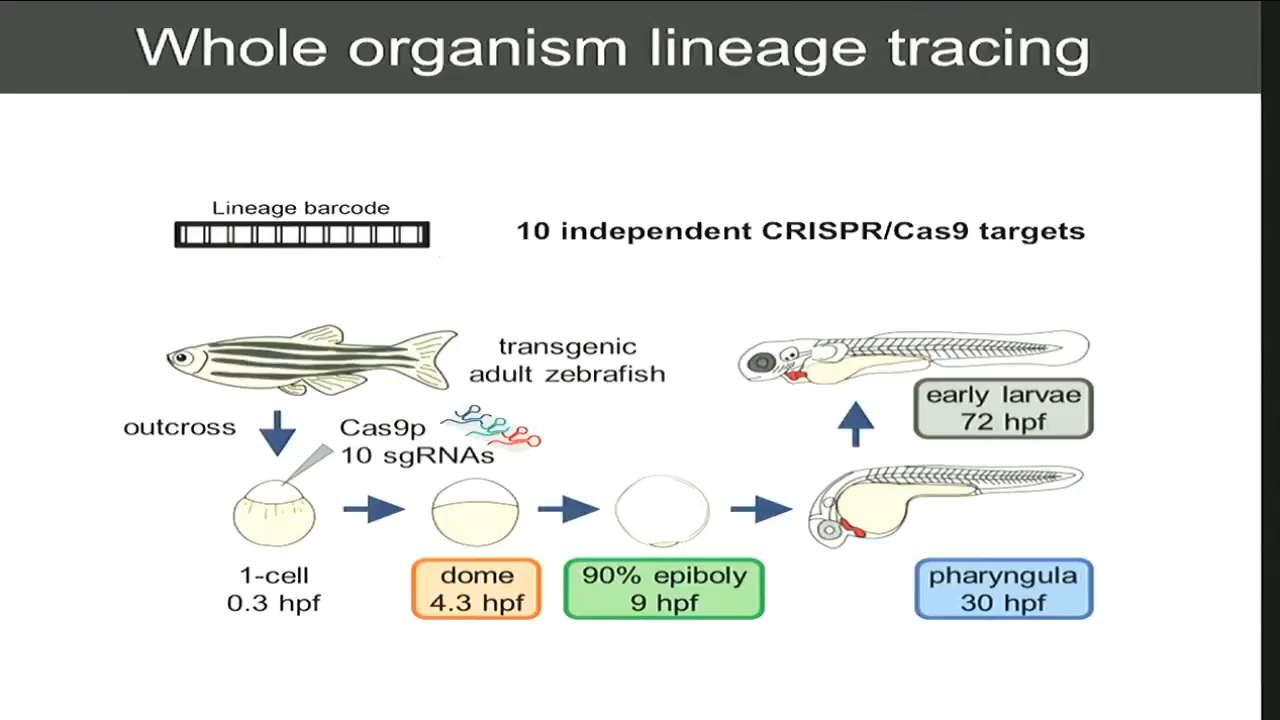 Whole organism lineage tracing
Lineage barcode
10 independent CRISPR/Cas9 targets
transgenic
adult zebrafish
early larvae
72 hpf
outcross
Cas9p
10 sgRNAs
1-cell
0.3 hpf
dome
4.3 hpf
90% epiboly
9 hpf
pharyngula
30 hpf